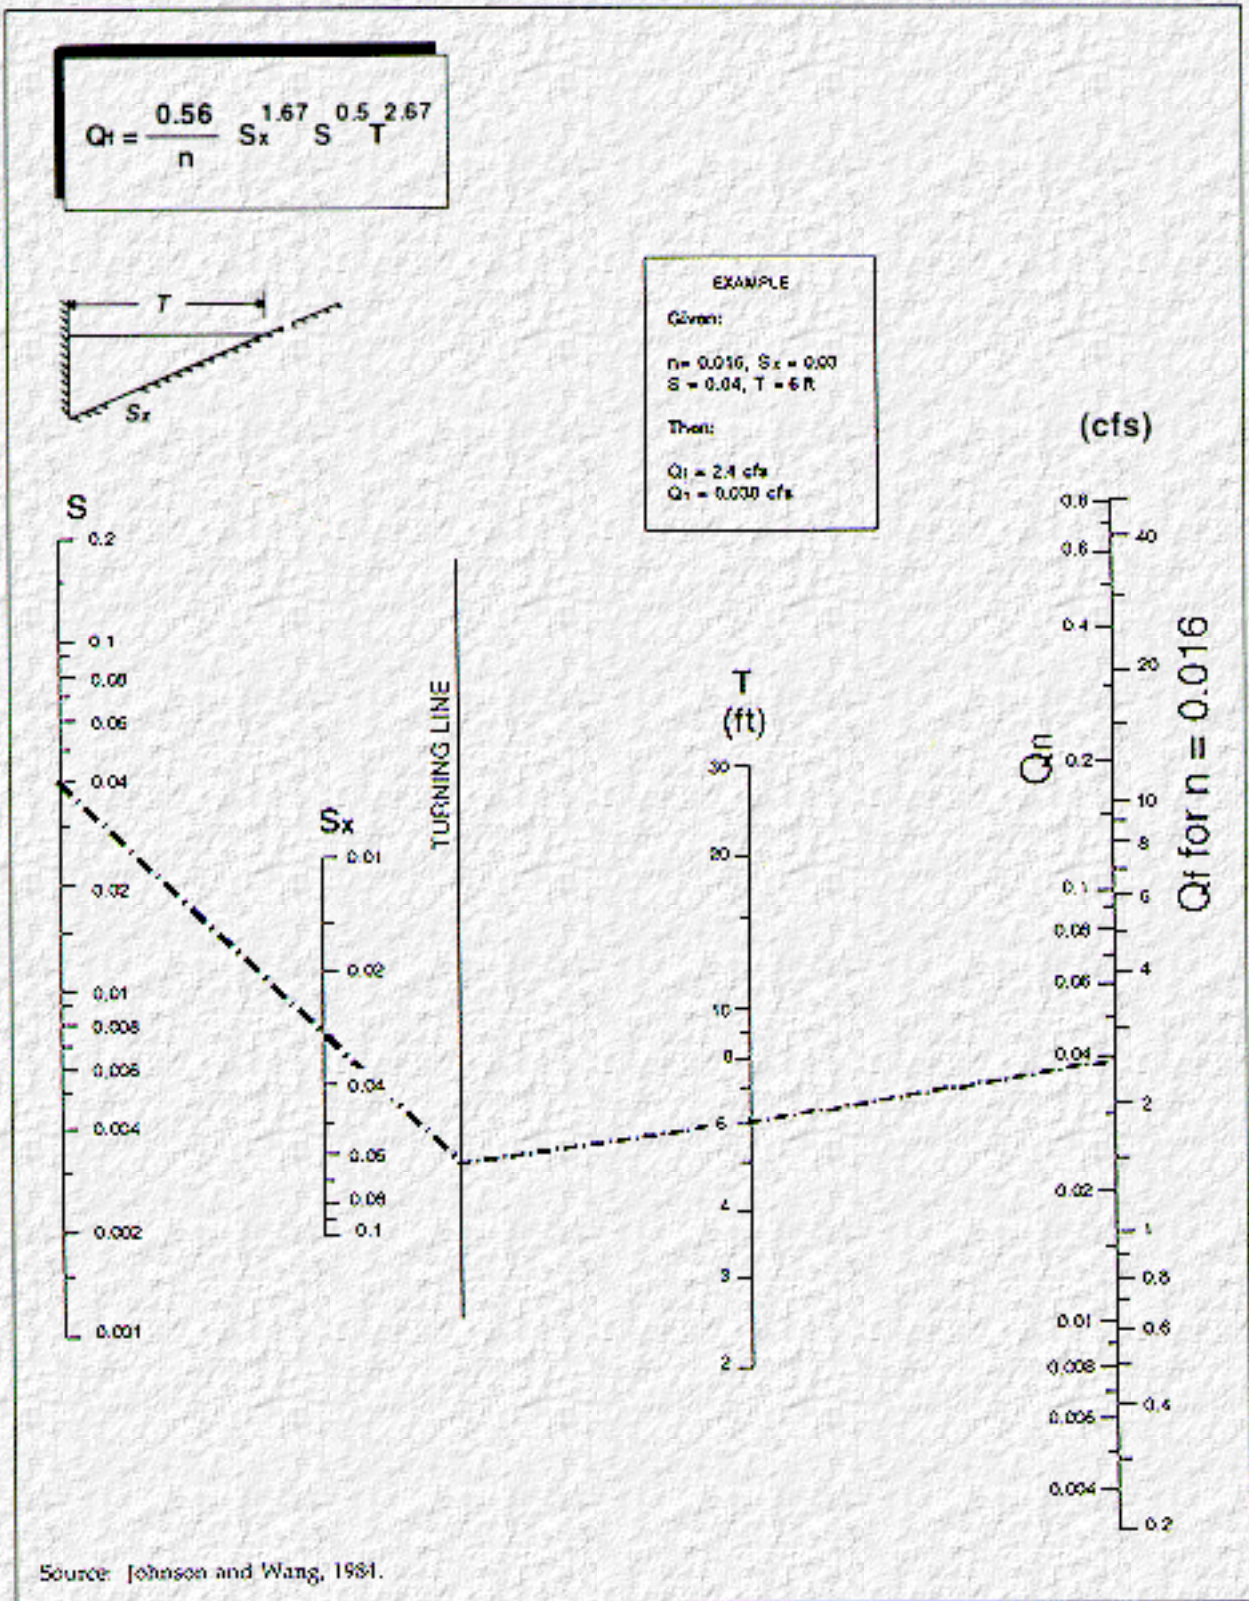 Qf = 0.56 / n Sx^1.67 S^0.5 T^2.67
T
Sx
EXAMPLE
Given:
n= 0.016, Sx = 0.03
S = 0.04, T = 6 ft
Then:
Qf = 2.4 cfs
(cfs)
S
0.2
0.1
0.08
0.06
0.04
0.02
0.01
0.008
0.006
0.004
0.002
0.001
Sx
0.01
0.02
0.04
0.06
0.08
0.1
TURNING LINE
T
(ft)
30
20
10
8
6
4
3
2
Qn
0.8
0.6
0.4
0.2
0.1
0.08
0.06
0.04
0.02
0.01
0.008
0.006
0.004
40
20
10
8
6
4
2
1
0.8
0.6
0.4
0.2
Qf for n = 0.016
Source: Johnson and Wang, 1981.